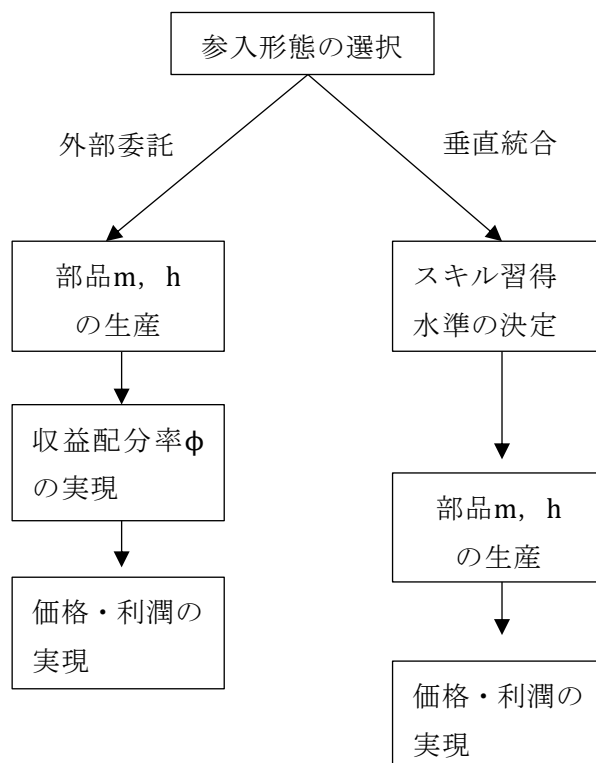 参入形態の選択
外部委託
垂直統合
部品m，h
の生産
スキル習得
水準の決定
収益配分率φ
の実現
部品m，h
の生産
価格・利潤の
実現
価格・利潤の
実現